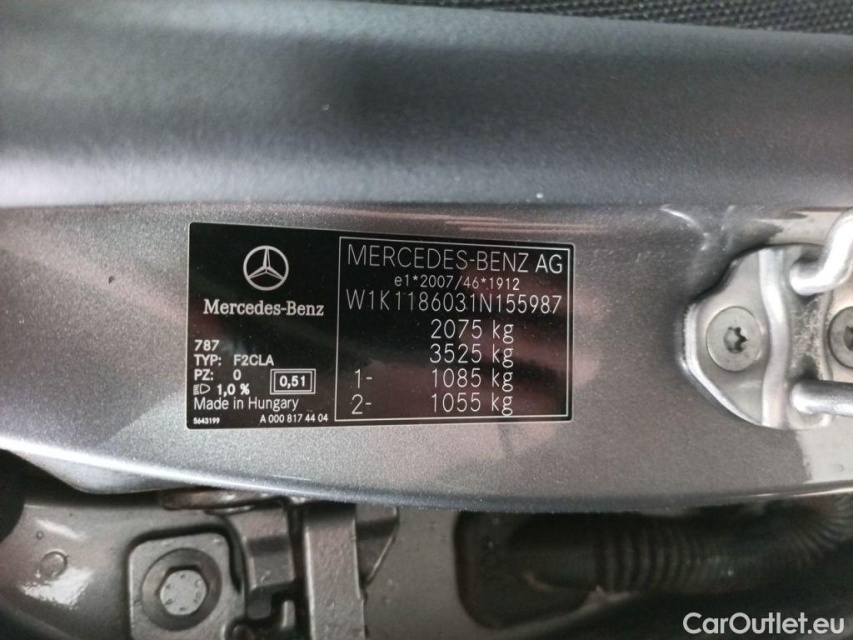 Mercedes-Benz
787
TYP: F2CLA
PZ: 0
1,0 % 0,51
Made in Hungary
5643199 A 000 817 44 04
MERCEDES-BENZ AG
e1*2007/46*1912
W1K1186031N155987
2075 kg
3525 kg
1- 1085 kg
2- 1055 kg
CarOutlet.eu